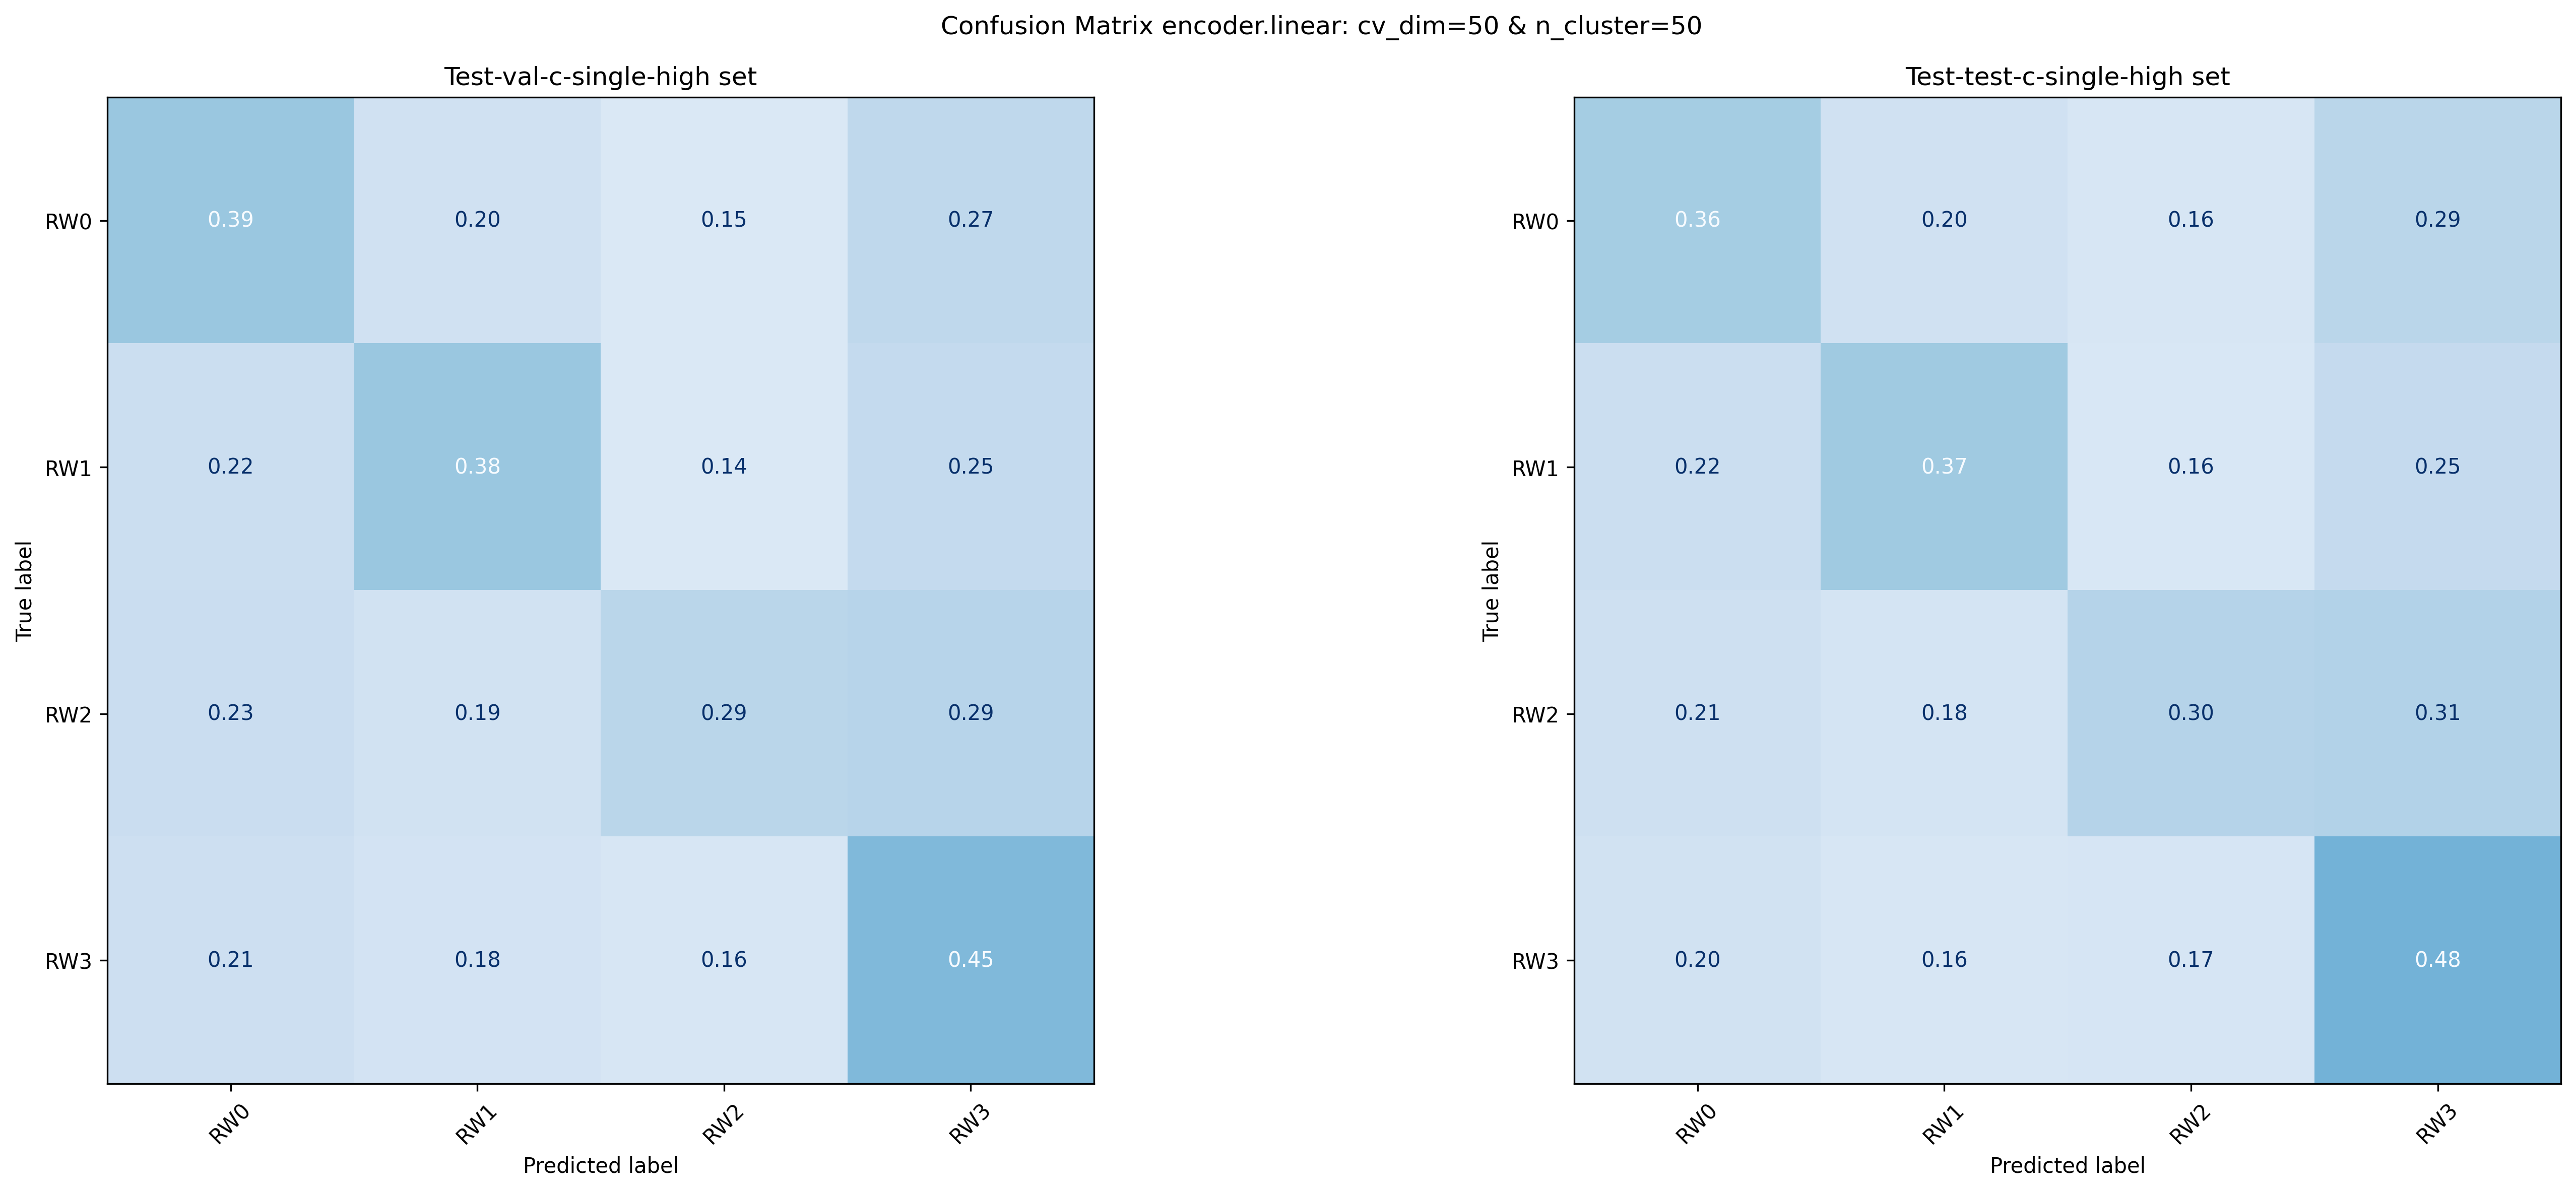 Confusion Matrix encoder.linear: cv_dim=50 & n_cluster=50
Test-val-c-single-high set
True label
RW0 0.39 0.20 0.15 0.27
RW1 0.22 0.38 0.14 0.25
RW2 0.23 0.19 0.29 0.29
RW3 0.21 0.18 0.16 0.45
RW0 RW1 RW2 RW3
Predicted label
Test-test-c-single-high set
True label
RW0 0.36 0.20 0.16 0.29
RW1 0.22 0.37 0.16 0.25
RW2 0.21 0.18 0.30 0.31
RW3 0.20 0.16 0.17 0.48
RW0 RW1 RW2 RW3
Predicted label